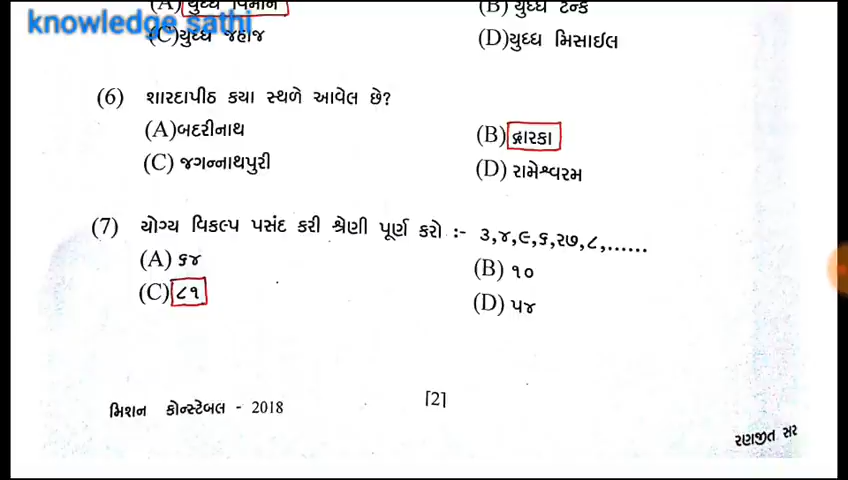 (A) યુધ્ધ વિમાન (B) યુધ્ધ ટેન્ક
knowledge sathi
(C) યુધ્ધ જહાજ (D) યુધ્ધ મિસાઈલ
(6) શારદાપીઠ કયા સ્થળે આવેલ છે?
(A) બદરીનાથ (B) દ્વારકા
(C) જગન્નાથપુરી (D) રામેશ્વરમ
(7) યોગ્ય વિકલ્પ પસંદ કરી શ્રેણી પૂર્ણ કરો :- ૩,૪,૯,૬,૨૭,૮,......
(A) ૬૪ (B) ૧૦
(C) ૮૧ (D) ૫૪
મિશન કોન્સ્ટેબલ - 2018 [2]
રણજીત સર